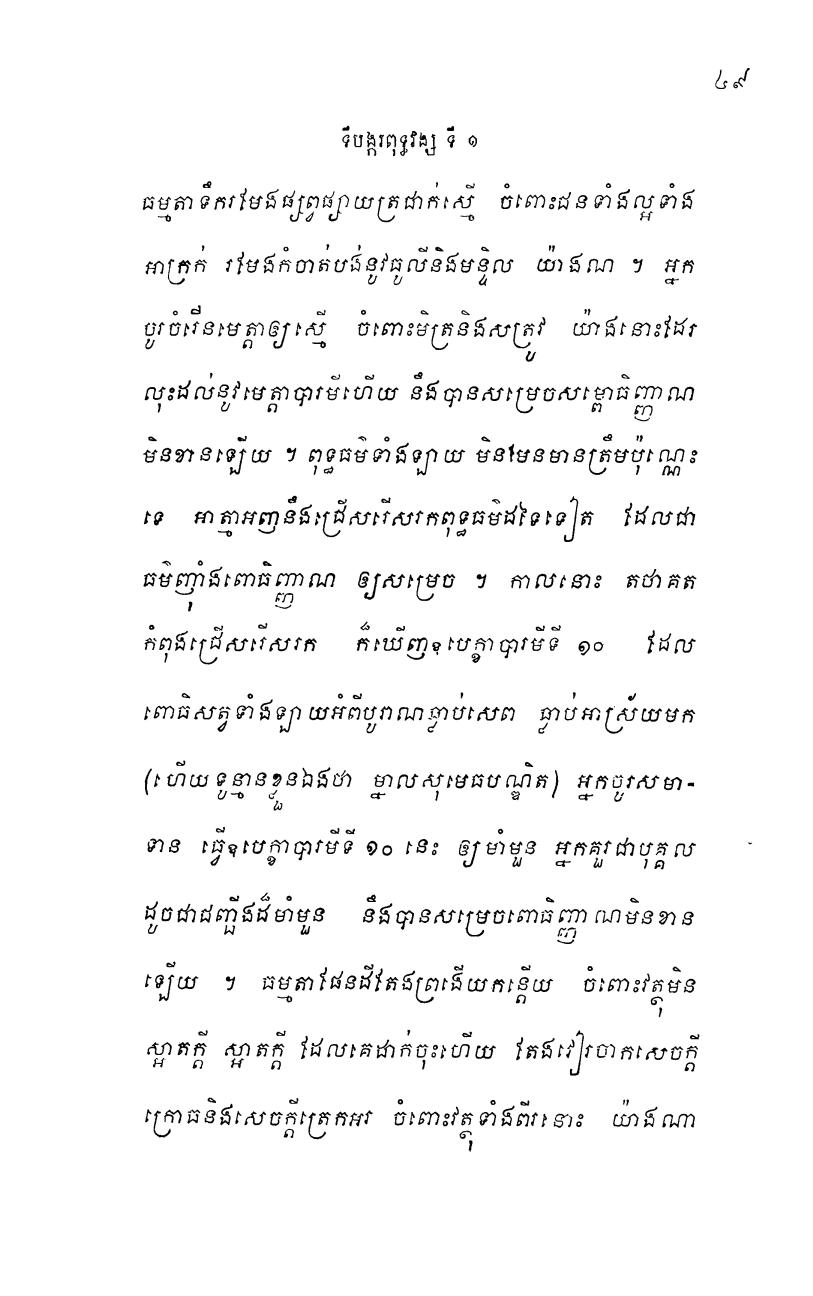 ៤៩
ទីបង្ករពុទ្ធវង្ស ទី ១
ធម្មតាទឹករមែងផ្សព្វផ្សាយត្រជាក់ស្មើ ចំពោះជនទាំងល្អទាំង
អាក្រក់ រមែងកំចាត់បង់នូវធូលីនិងមន្ទិល យ៉ាងណ ។ អ្នក
ចូរចំរើនមេត្តាឲ្យស្មើ ចំពោះមិត្រនិងសត្រូវ យ៉ាងនោះដែរ
លុះដល់នូវមេត្តាបារមីហើយ នឹងបានសម្រេចសម្ពោធិញ្ញាណ
មិនខានឡើយ ។ ពុទ្ធធម៌ទាំងឡាយ មិនមែនមានត្រឹមប៉ុណ្ណេះ
ទេ អាត្មាអញនឹងជ្រើសរើសរកពុទ្ធធម៌ដទៃទៀត ដែលជា
ធម៌ញ៉ាំងពោធិញ្ញាណ ឲ្យសម្រេច ។ កាលនោះ តថាគត
កំពុងជ្រើសរើសរក ក៏ឃើញឧបេក្ខាបារមីទី ១០ ដែល
ពោធិសត្វទាំងឡាយអំពីបូរាណធ្លាប់សេព ធ្លាប់អាស្រ័យមក
(ហើយទូន្មានខ្លួនឯងថា ម្នាលសុមេធបណ្ឌិត) អ្នកចូរសមា-
ទាន ធ្វើឧបេក្ខាបារមីទី ១០ នេះ ឲ្យមាំមួន អ្នកគួរជាបុគ្គល
ដូចជាជញ្ជីងដ៏មាំមួន នឹងបានសម្រេចពោធិញ្ញាណមិនខាន
ឡើយ ។ ធម្មតាផែនដីតែងព្រងើយកន្តើយ ចំពោះវត្ថុមិន
ស្អាតក្តី ស្អាតក្តី ដែលគេដាក់ចុះហើយ តែងវៀរចាកសេចក្តី
ក្រោធនិងសេចក្តីត្រេកអរ ចំពោះវត្ថុទាំងពីរនោះ យ៉ាងណា